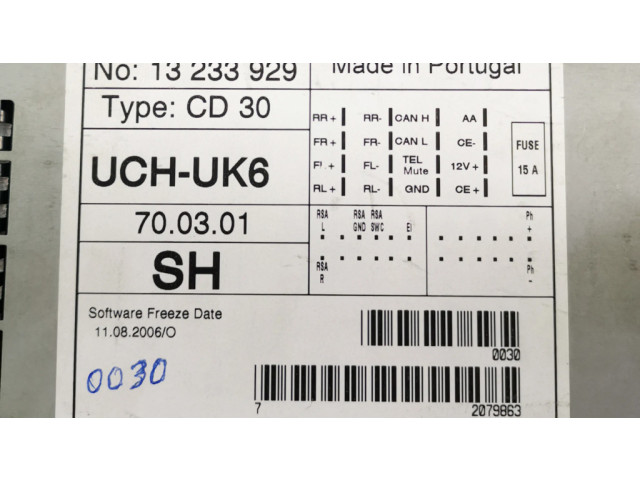 No: 13 233 929
Made in Portugal
Type: CD 30
UCH-UK6
70.03.01
SH
RR+ RR- CAN H AA
FR+ FR- CAN L CE-
FL+ FL- TEL Mute 12V+
RL+ RL- GND CE+
FUSE
15 A
RSA L RSA GND RSA SWC Ph +
RSA R Ph -
Software Freeze Date
11.08.2006/O
0030
0030
7 2079863